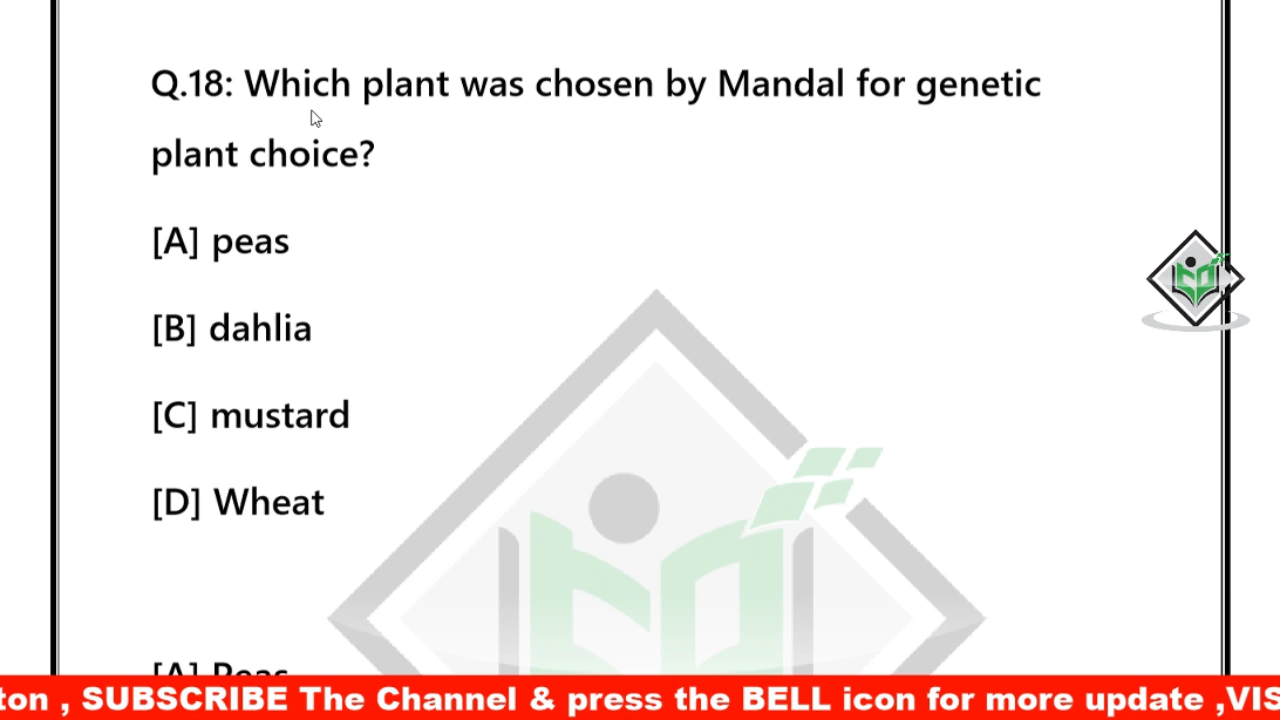 Q.18: Which plant was chosen by Mandal for genetic
plant choice?
[A] peas
[B] dahlia
[C] mustard
[D] Wheat
[A] Peas
ton , SUBSCRIBE The Channel & press the BELL icon for more update ,VIS